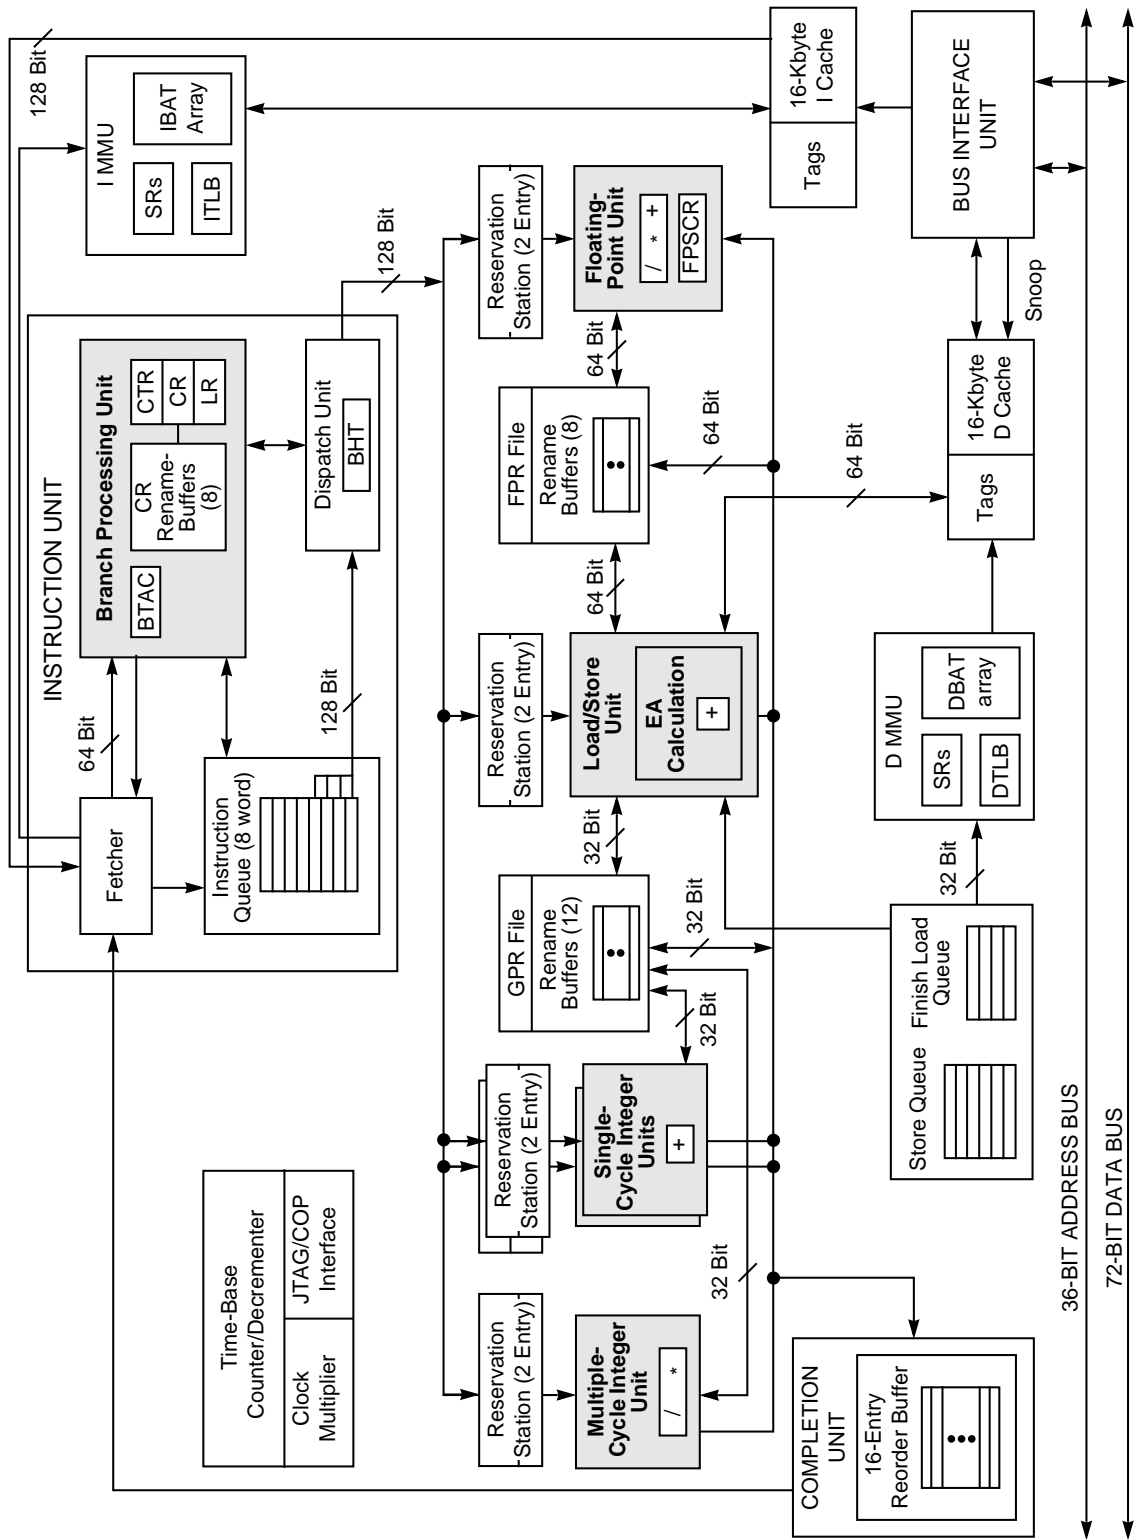 INSTRUCTION UNIT
Fetcher
64 Bit
Branch Processing Unit
BTAC
CR
Rename-
Buffers
(8)
CTR
CR
LR
Instruction
Queue (8 word)
128 Bit
Dispatch Unit
BHT
128 Bit
I MMU
SRs
ITLB
IBAT
Array
128 Bit
Time-Base
Counter/Decrementer
Clock
Multiplier
JTAG/COP
Interface
Reservation
Station (2 Entry)
Reservation
Station (2 Entry)
Reservation
Station (2 Entry)
Reservation
Station (2 Entry)
Multiple-
Cycle Integer
Unit
/ *
Single-
Cycle Integer
Units
+
GPR File
Rename
Buffers (12)
32 Bit
32 Bit
32 Bit
32 Bit
Load/Store
Unit
EA
Calculation
+
64 Bit
FPR File
Rename
Buffers (8)
64 Bit
64 Bit
Floating-
Point Unit
/ * +
FPSCR
64 Bit
COMPLETION
UNIT
16-Entry
Reorder Buffer
Store Queue
Finish Load
Queue
32 Bit
D MMU
SRs
DTLB
DBAT
array
Tags
16-Kbyte
D Cache
Snoop
Tags
16-Kbyte
I Cache
BUS INTERFACE
UNIT
36-BIT ADDRESS BUS
72-BIT DATA BUS